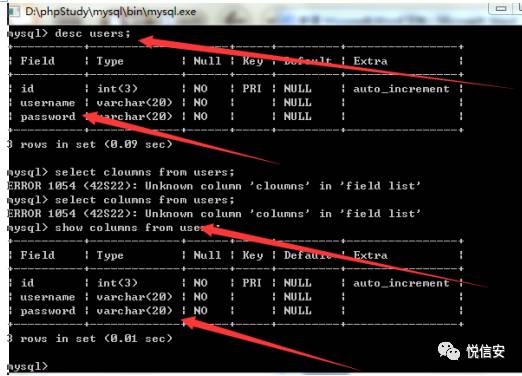 D:\phpStudy\mysql\bin\mysql.exe
mysql> desc users;
Field | Type | Null | Key | Default | Extra
id | int(3) | NO | PRI | NULL | auto_increment
username | varchar(20) | NO | | NULL |
password | varchar(20) | NO | | NULL |
3 rows in set (0.09 sec)
mysql> select cloumns from users;
ERROR 1054 (42S22): Unknown column 'cloumns' in 'field list'
mysql> select columns from users;
ERROR 1054 (42S22): Unknown column 'columns' in 'field list'
mysql> show columns from users;
Field | Type | Null | Key | Default | Extra
id | int(3) | NO | PRI | NULL | auto_increment
username | varchar(20) | NO | | NULL |
password | varchar(20) | NO | | NULL |
3 rows in set (0.01 sec)
mysql>
悦信安